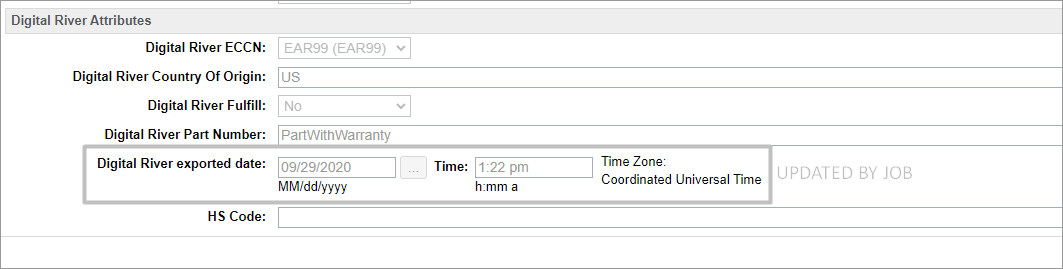 Digital River Attributes
Digital River ECCN: EAR99 (EAR99)
Digital River Country Of Origin: US
Digital River Fulfill: No
Digital River Part Number: PartWithWarranty
Digital River exported date: 09/29/2020 ... Time: 1:22 pm Time Zone:
MM/dd/yyyy h:mm a Coordinated Universal Time UPDATED BY JOB
HS Code: